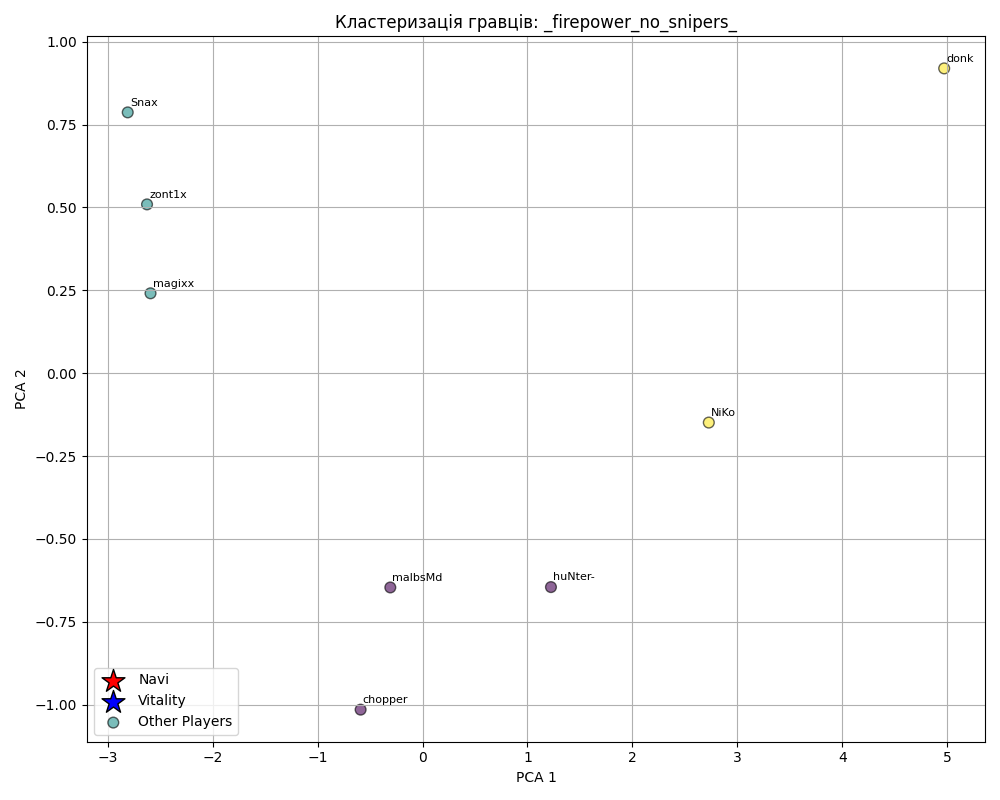 Кластеризація гравців: _firepower_no_snipers_
1.00
0.75
0.50
0.25
0.00
−0.25
−0.50
−0.75
−1.00
PCA 2
donk
Snax
zont1x
magixx
NiKo
malbsMd
huNter-
chopper
Navi
Vitality
Other Players
−3
−2
−1
0
1
2
3
4
5
PCA 1